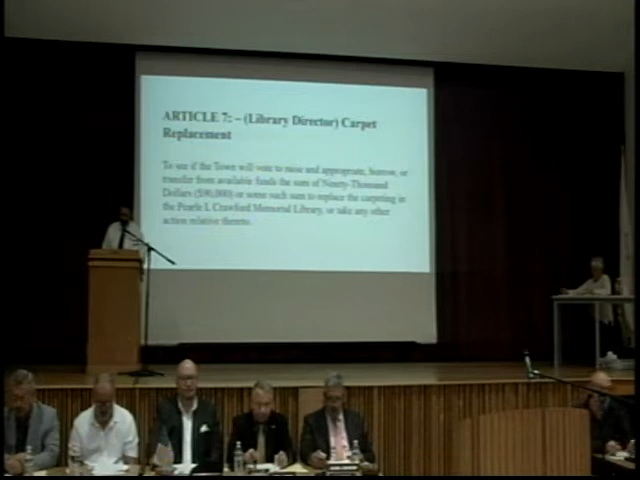 ARTICLE 7: – (Library Director) Carpet
Replacement
To see if the Town will vote to raise and appropriate, borrow, or
transfer from available funds the sum of Ninety-Thousand
Dollars ($90,000) or some such sum to replace the carpeting in
the Pearle L Crawford Memorial Library, or take any other
action relative thereto.